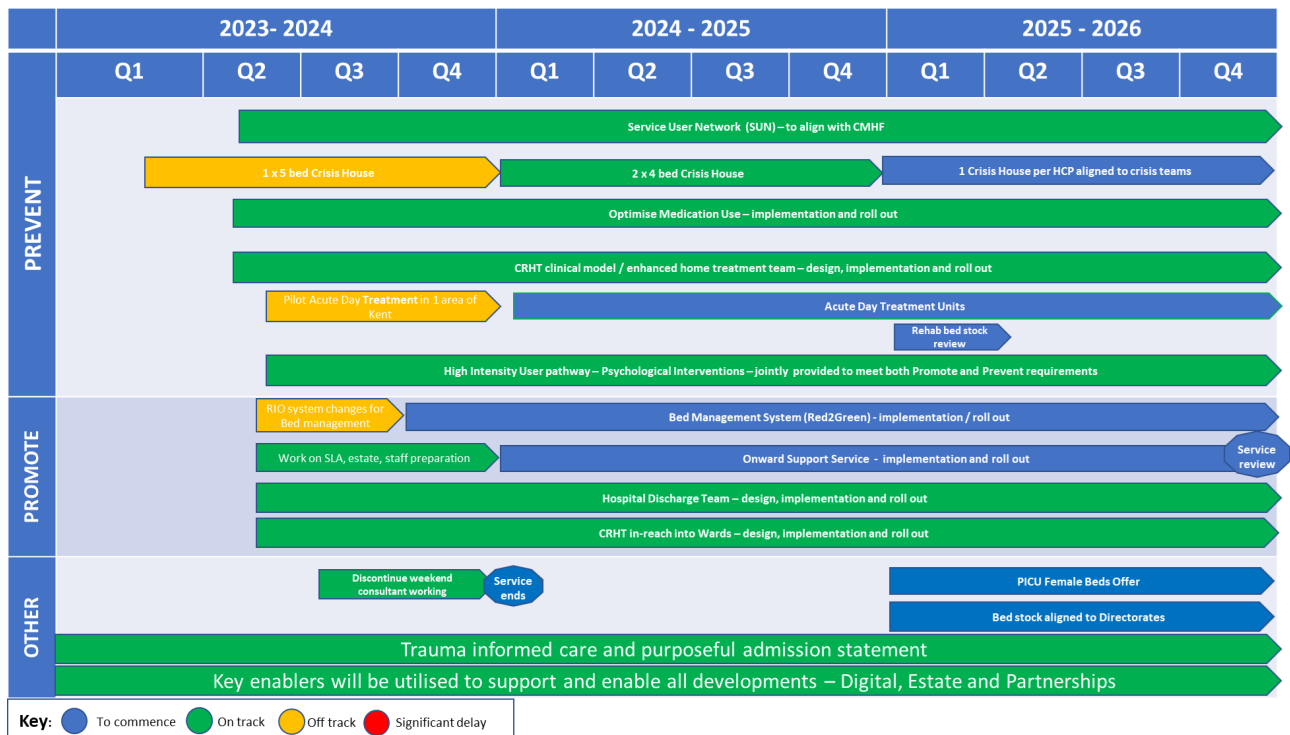 2023- 2024
2024 - 2025
2025 - 2026
Q1
Q2
Q3
Q4
Q1
Q2
Q3
Q4
Q1
Q2
Q3
Q4
PREVENT
Service User Network (SUN) – to align with CMHF
1 x 5 bed Crisis House
2 x 4 bed Crisis House
1 Crisis House per HCP aligned to crisis teams
Optimise Medication Use – implementation and roll out
CRHT clinical model / enhanced home treatment team – design, implementation and roll out
Pilot Acute Day Treatment in 1 area of
Kent
Acute Day Treatment Units
Rehab bed stock
review
High Intensity User pathway – Psychological Interventions – jointly provided to meet both Promote and Prevent requirements
PROMOTE
RIO system changes for
Bed management
Bed Management System (Red2Green) - implementation / roll out
Work on SLA, estate, staff preparation
Onward Support Service - implementation and roll out
Service
review
Hospital Discharge Team – design, implementation and roll out
CRHT in-reach into Wards – design, implementation and roll out
OTHER
Discontinue weekend
consultant working
Service
ends
PICU Female Beds Offer
Bed stock aligned to Directorates
Trauma informed care and purposeful admission statement
Key enablers will be utilised to support and enable all developments – Digital, Estate and Partnerships
Key: To commence On track Off track Significant delay